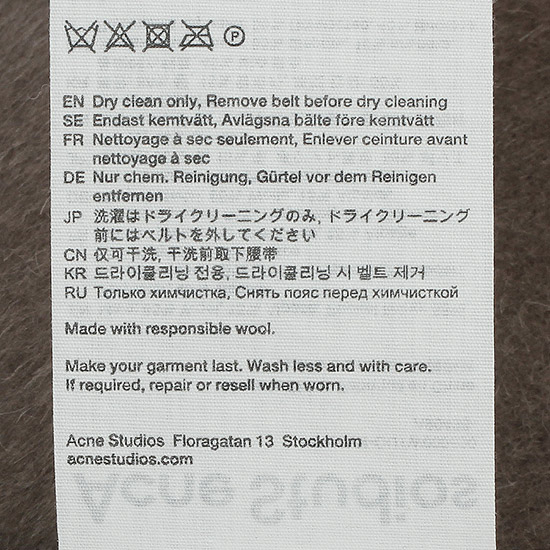 P
EN Dry clean only, Remove belt before dry cleaning
SE Endast kemtvätt, Avlägsna bälte före kemtvätt
FR Nettoyage à sec seulement, Enlever ceinture avant
nettoyage à sec
DE Nur chem. Reinigung, Gürtel vor dem Reinigen
entfernen
JP 洗濯はドライクリーニングのみ, ドライクリーニング
前にはベルトを外してください
CN 仅可干洗, 干洗前取下腰带
KR 드라이클리닝 전용, 드라이클리닝 시 벨트 제거
RU Только химчистка, Снять пояс перед химчисткой
Made with responsible wool.
Make your garment last. Wash less and with care.
If required, repair or resell when worn.
Acne Studios Floragatan 13 Stockholm
acnestudios.com
Acne Studios